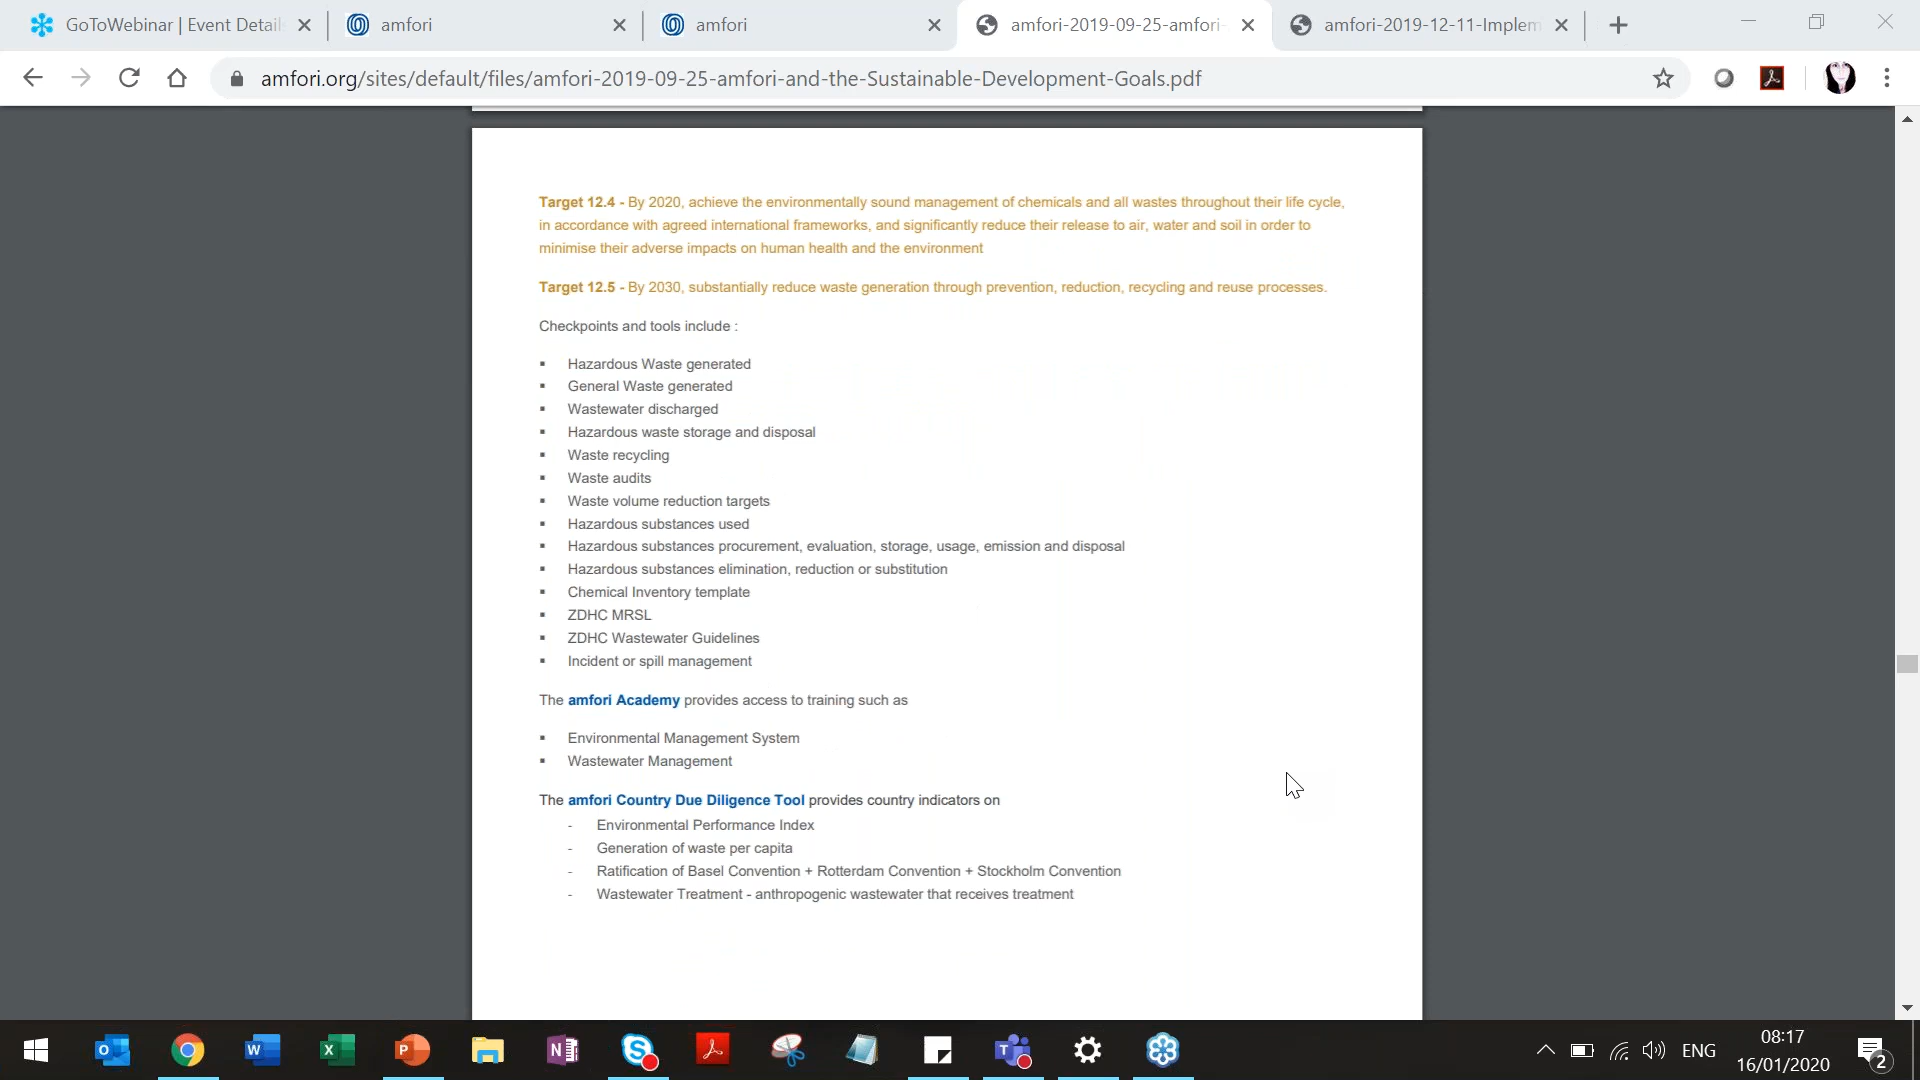 GoToWebinar | Event Details
amfori
amfori
amfori-2019-09-25-amfori-
amfori-2019-12-11-Implem
amfori.org/sites/default/files/amfori-2019-09-25-amfori-and-the-Sustainable-Development-Goals.pdf
Target 12.4 - By 2020, achieve the environmentally sound management of chemicals and all wastes throughout their life cycle,
in accordance with agreed international frameworks, and significantly reduce their release to air, water and soil in order to
minimise their adverse impacts on human health and the environment
Target 12.5 - By 2030, substantially reduce waste generation through prevention, reduction, recycling and reuse processes.
Checkpoints and tools include :
▪ Hazardous Waste generated
▪ General Waste generated
▪ Wastewater discharged
▪ Hazardous waste storage and disposal
▪ Waste recycling
▪ Waste audits
▪ Waste volume reduction targets
▪ Hazardous substances used
▪ Hazardous substances procurement, evaluation, storage, usage, emission and disposal
▪ Hazardous substances elimination, reduction or substitution
▪ Chemical Inventory template
▪ ZDHC MRSL
▪ ZDHC Wastewater Guidelines
▪ Incident or spill management
The amfori Academy provides access to training such as
▪ Environmental Management System
▪ Wastewater Management
The amfori Country Due Diligence Tool provides country indicators on
- Environmental Performance Index
- Generation of waste per capita
- Ratification of Basel Convention + Rotterdam Convention + Stockholm Convention
- Wastewater Treatment - anthropogenic wastewater that receives treatment
ENG
08:17
16/01/2020
2